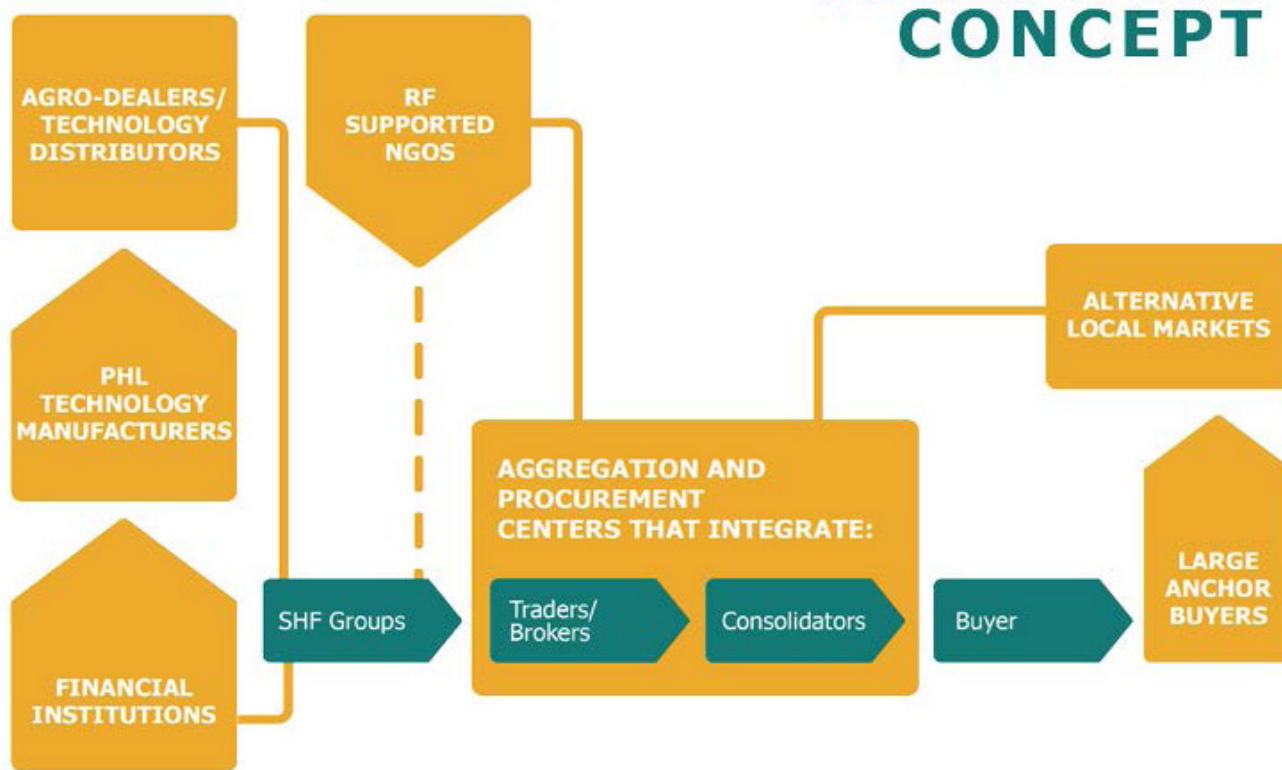 CONCEPT
AGRO-DEALERS/
TECHNOLOGY
DISTRIBUTORS
RF
SUPPORTED
NGOS
ALTERNATIVE
LOCAL MARKETS
PHL
TECHNOLOGY
MANUFACTURERS
AGGREGATION AND
PROCUREMENT
CENTERS THAT INTEGRATE:
LARGE
ANCHOR
BUYERS
SHF Groups
Traders/
Brokers
Consolidators
Buyer
FINANCIAL
INSTITUTIONS